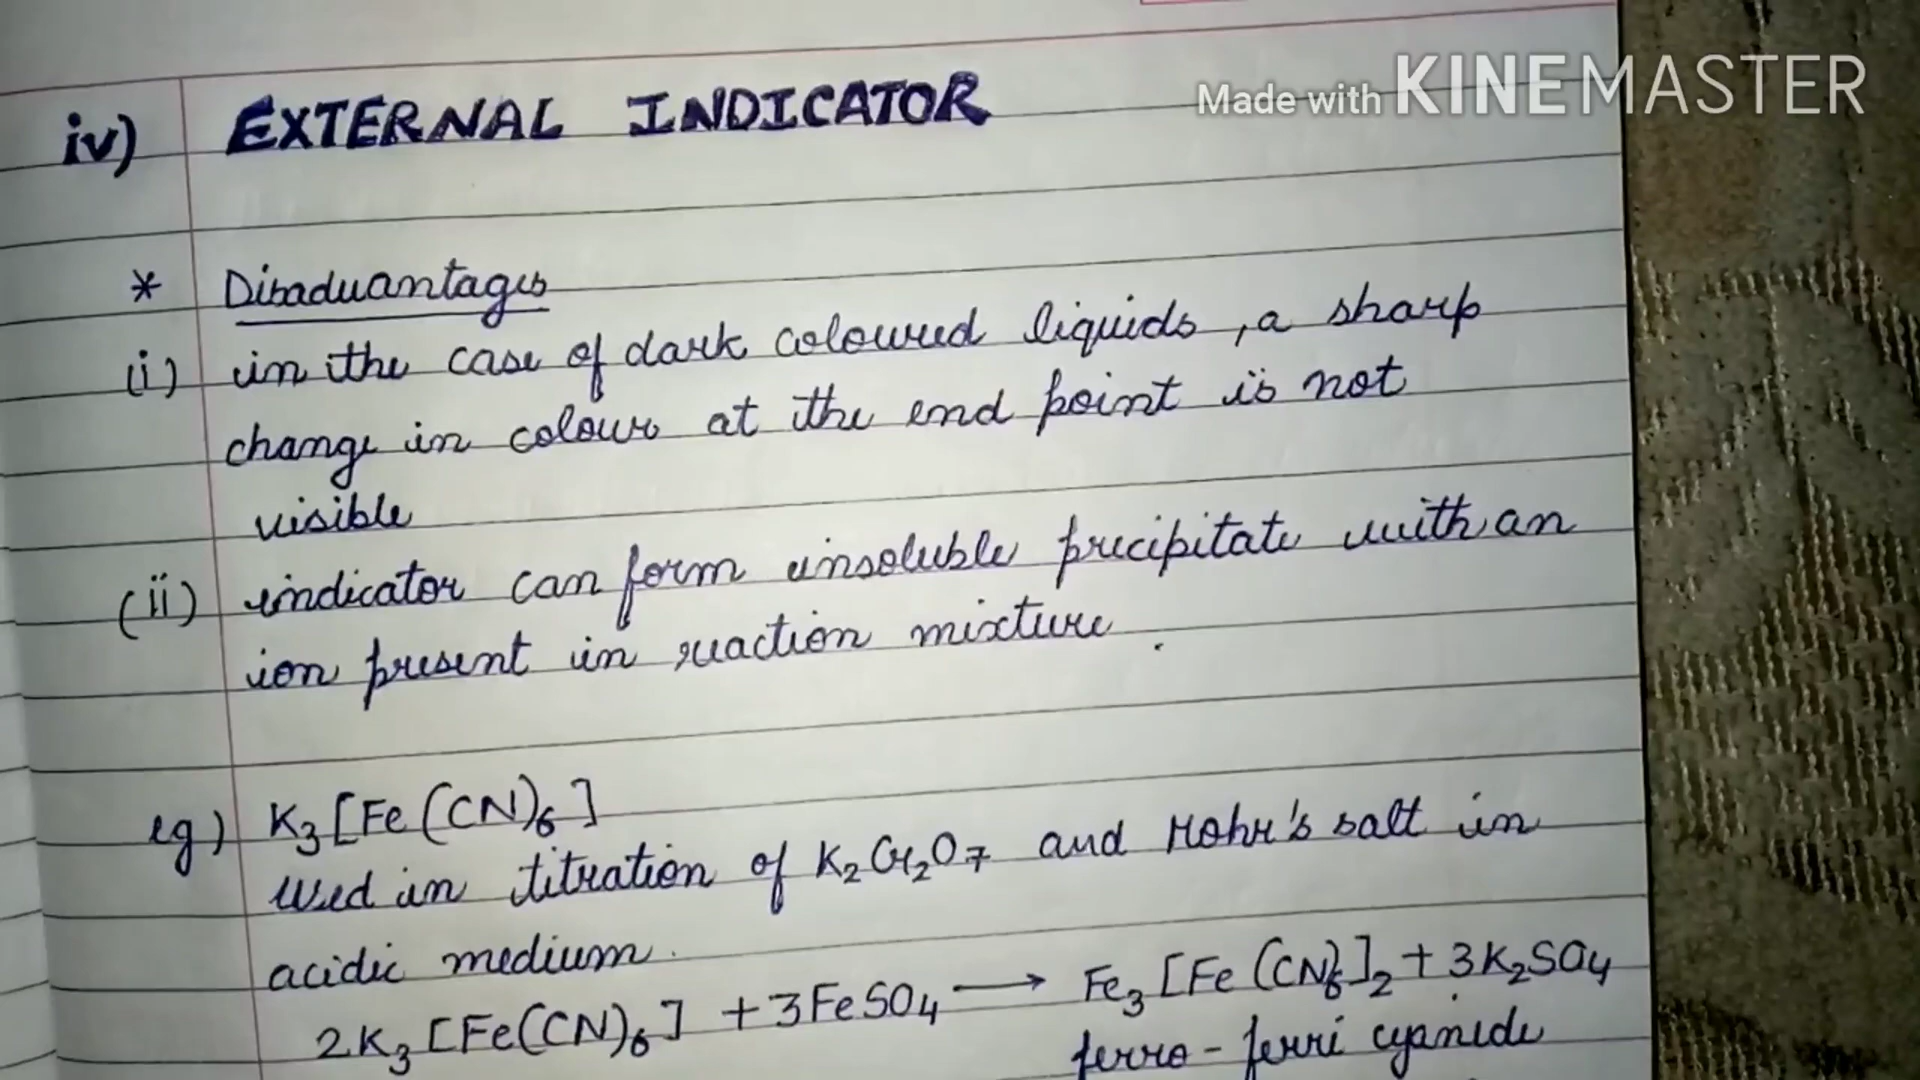 Made with KINEMASTER
iv) EXTERNAL INDICATOR
* Disadvantages
(i) in the case of dark coloured liquids, a sharp
change in colour at the end point is not
visible
(ii) indicator can form insoluble precipitate with an
ion present in reaction mixture.
eg) K₃[Fe(CN)₆]
used in titration of K₂Cr₂O₇ and Mohr's salt in
acidic medium.
2K₃[Fe(CN)₆] + 3FeSO₄ → Fe₃[Fe(CN)₆]₂ + 3K₂SO₄
ferro - ferri cyanide